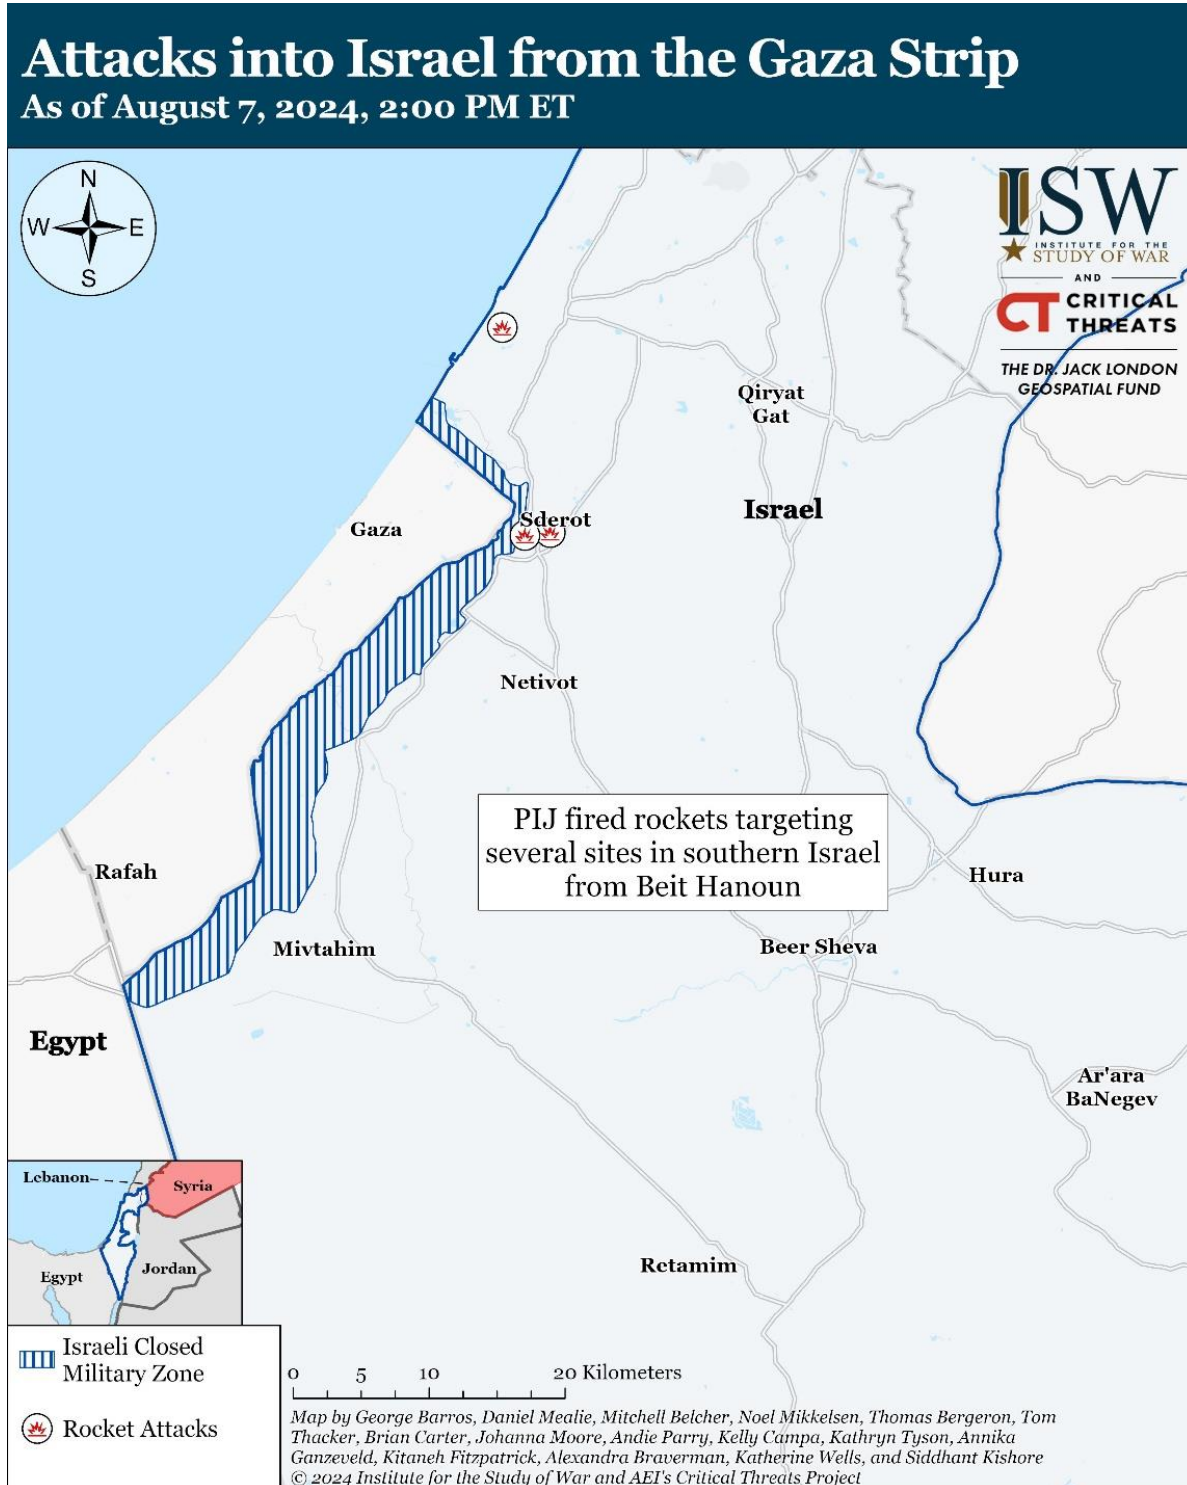 Attacks into Israel from the Gaza Strip
As of August 7, 2024, 2:00 PM ET
N
W
E
S
ISW
INSTITUTE FOR THE
STUDY OF WAR
AND
CT CRITICAL
THREATS
THE DR. JACK LONDON
GEOSPATIAL FUND
Qiryat
Gat
Israel
Sderot
Gaza
Netivot
PIJ fired rockets targeting
several sites in southern Israel
from Beit Hanoun
Rafah
Hura
Mivtahim
Beer Sheva
Egypt
Ar'ara
BaNegev
Lebanon
Syria
Egypt
Jordan
Retamim
Israeli Closed
Military Zone
Rocket Attacks
0 5 10 20 Kilometers
Map by George Barros, Daniel Mealie, Mitchell Belcher, Noel Mikkelsen, Thomas Bergeron, Tom
Thacker, Brian Carter, Johanna Moore, Andie Parry, Kelly Campa, Kathryn Tyson, Annika
Ganzeveld, Kitaneh Fitzpatrick, Alexandra Braverman, Katherine Wells, and Siddhant Kishore
© 2024 Institute for the Study of War and AEI's Critical Threats Project